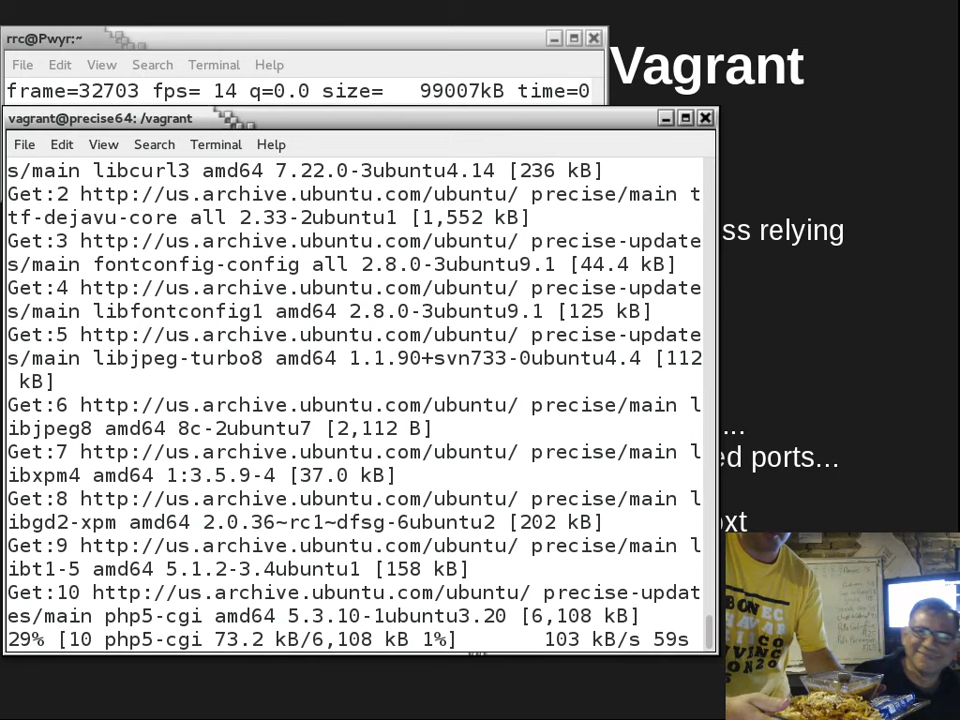 rrc@Pwyr:~
File Edit View Search Terminal Help
frame=32703 fps= 14 q=0.0 size=   99007kB time=0
Vagrant
vagrant@precise64: /vagrant
File Edit View Search Terminal Help
s/main libcurl3 amd64 7.22.0-3ubuntu4.14 [236 kB]
Get:2 http://us.archive.ubuntu.com/ubuntu/ precise/main t
tf-dejavu-core all 2.33-2ubuntu1 [1,552 kB]
ss relying
Get:3 http://us.archive.ubuntu.com/ubuntu/ precise-update
s/main fontconfig-config all 2.8.0-3ubuntu9.1 [44.4 kB]
Get:4 http://us.archive.ubuntu.com/ubuntu/ precise-update
s/main libfontconfig1 amd64 2.8.0-3ubuntu9.1 [125 kB]
Get:5 http://us.archive.ubuntu.com/ubuntu/ precise-update
s/main libjpeg-turbo8 amd64 1.1.90+svn733-0ubuntu4.4 [112
 kB]
Get:6 http://us.archive.ubuntu.com/ubuntu/ precise/main l
ibjpeg8 amd64 8c-2ubuntu7 [2,112 B]
...
Get:7 http://us.archive.ubuntu.com/ubuntu/ precise/main l
ed ports...
ibxpm4 amd64 1:3.5.9-4 [37.0 kB]
Get:8 http://us.archive.ubuntu.com/ubuntu/ precise/main l
ibgd2-xpm amd64 2.0.36~rc1~dfsg-6ubuntu2 [202 kB]
ext
Get:9 http://us.archive.ubuntu.com/ubuntu/ precise/main l
ibt1-5 amd64 5.1.2-3.4ubuntu1 [158 kB]
Get:10 http://us.archive.ubuntu.com/ubuntu/ precise-updat
es/main php5-cgi amd64 5.3.10-1ubuntu3.20 [6,108 kB]
29% [10 php5-cgi 73.2 kB/6,108 kB 1%]       103 kB/s 59s